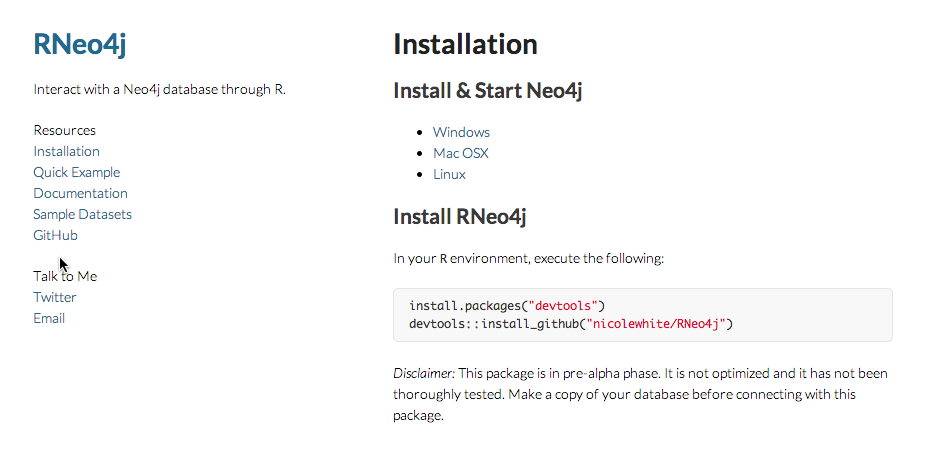 RNeo4j
Interact with a Neo4j database through R.
Resources
Installation
Quick Example
Documentation
Sample Datasets
GitHub
Talk to Me
Twitter
Email
Installation
Install & Start Neo4j
Windows
Mac OSX
Linux
Install RNeo4j
In your R environment, execute the following:
install.packages("devtools")
devtools::install_github("nicolewhite/RNeo4j")
Disclaimer: This package is in pre-alpha phase. It is not optimized and it has not been
thoroughly tested. Make a copy of your database before connecting with this
package.